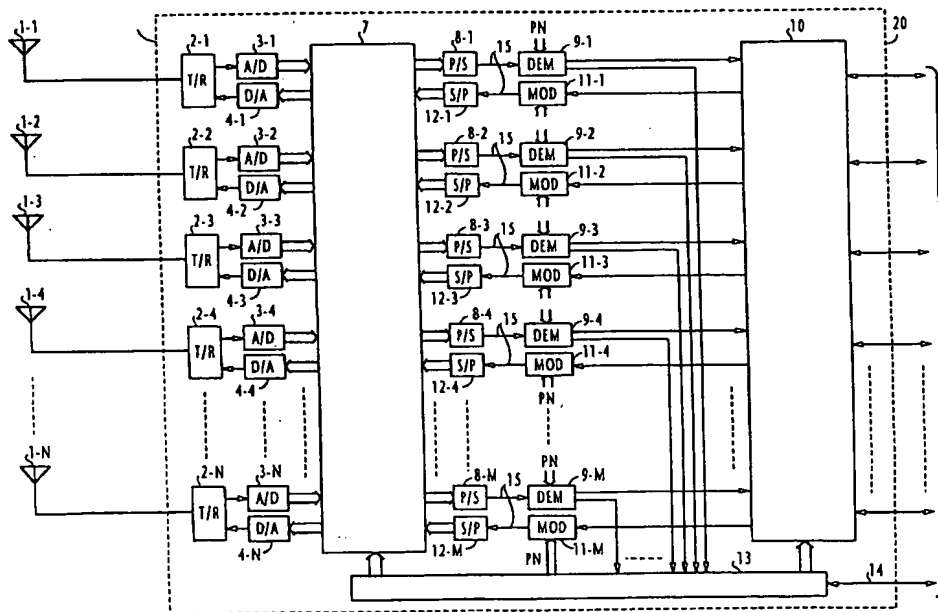 1-1
2-1
3-1
7
8-1
15
PN
9-1
10
20
T/R
A/D
P/S
DEM
D/A
S/P
MOD
4-1
12-1
11-1
1-2
2-2
3-2
8-2
15
9-2
T/R
A/D
P/S
DEM
D/A
S/P
MOD
4-2
12-2
11-2
1-3
2-3
3-3
8-3
15
9-3
T/R
A/D
P/S
DEM
D/A
S/P
MOD
4-3
12-3
11-3
1-4
2-4
3-4
8-4
15
9-4
T/R
A/D
P/S
DEM
D/A
S/P
MOD
4-4
12-4
11-4
PN
1-N
2-N
3-N
8-M
15
PN
9-M
T/R
A/D
P/S
DEM
D/A
S/P
MOD
4-N
12-M
PN
11-M
13
14